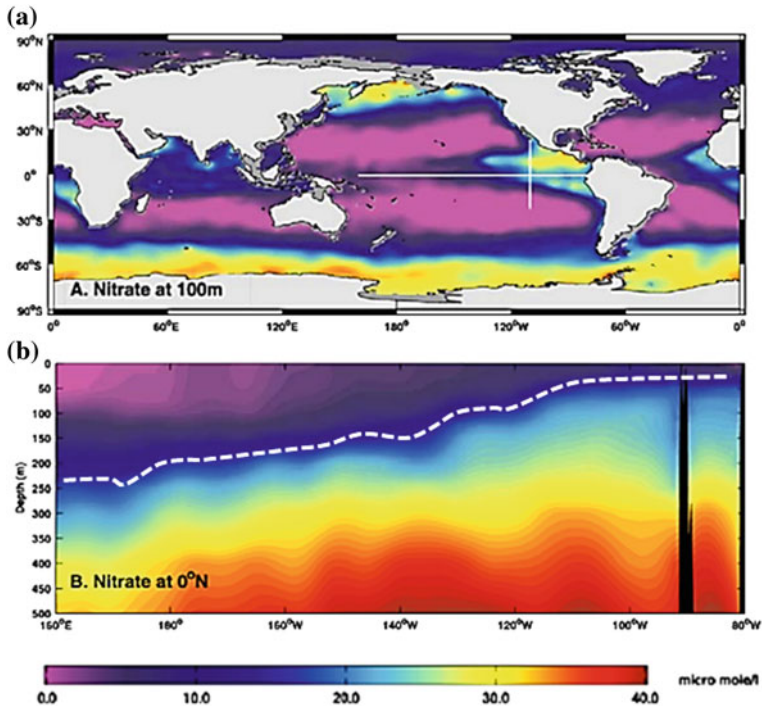 (a)
90°N
60°N
30°N
0°
30°S
60°S
90°S
A. Nitrate at 100m
0° 60°E 120°E 180°W 120°W 60°W 0°
(b)
0
50
100
150
200
250
300
350
400
450
500
Depth (m)
B. Nitrate at 0°N
160°E 180°W 160°W 140°W 120°W 100°W 80°W
micro mole/l
0.0 10.0 20.0 30.0 40.0